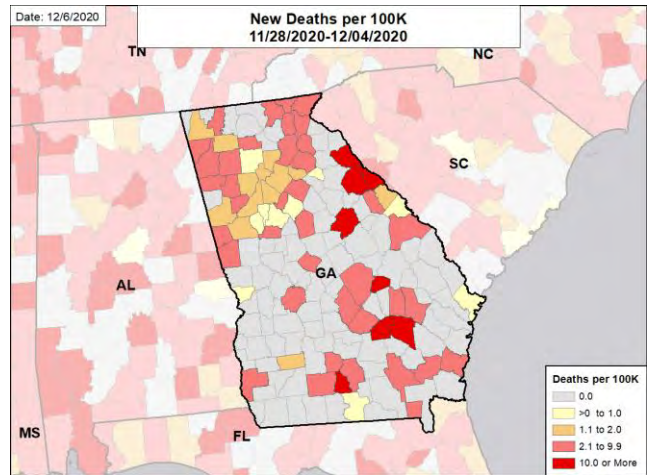 Date: 12/6/2020
New Deaths per 100K
11/28/2020-12/04/2020
TN
NC
SC
GA
AL
MS
FL
Deaths per 100K
0.0
>0 to 1.0
1.1 to 2.0
2.1 to 9.9
10.0 or More